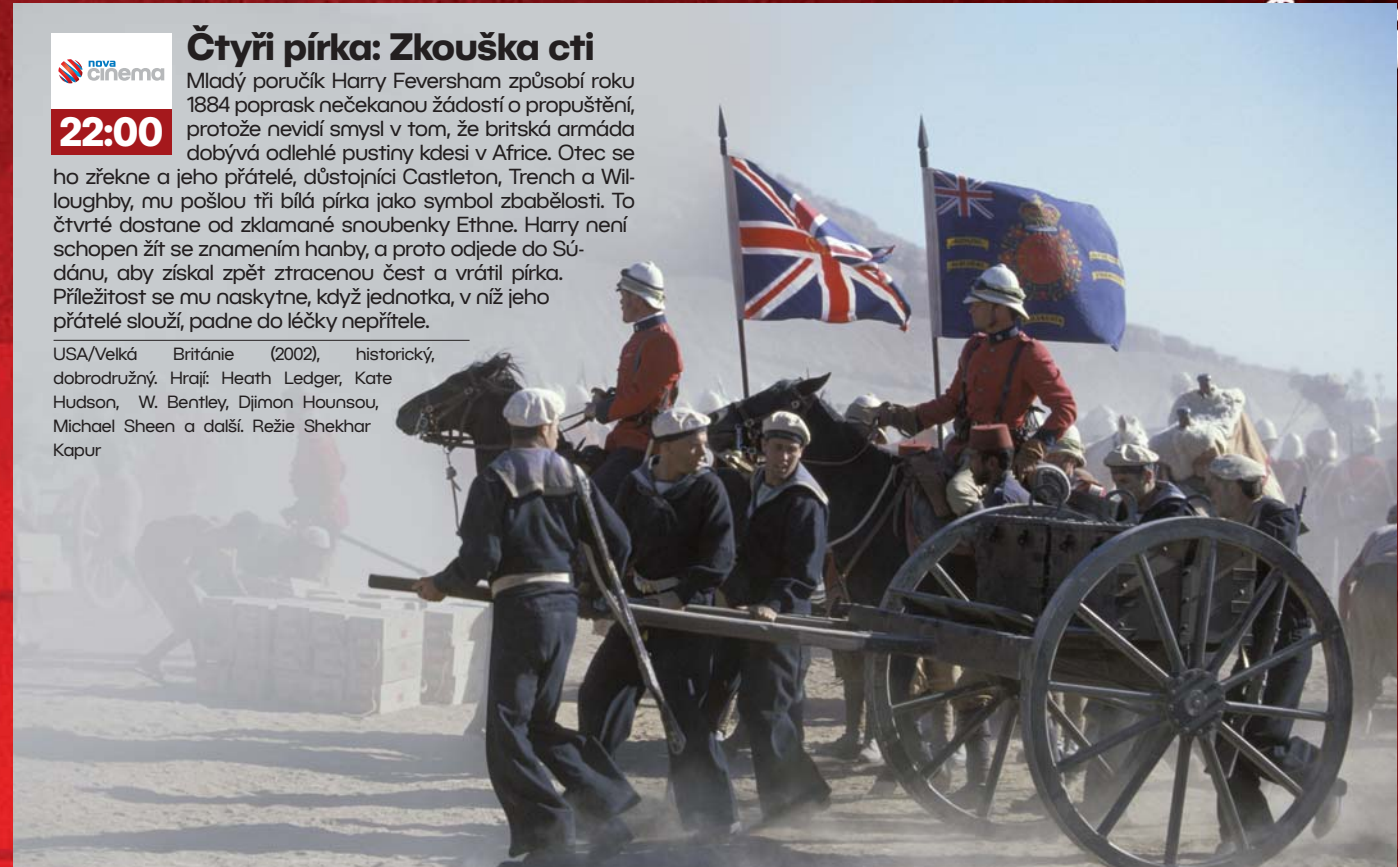 nova
cinema
22:00
Čtyři pírka: Zkouška cti
Mladý poručík Harry Feversham způsobí roku
1884 poprask nečekanou žádostí o propuštění,
protože nevidí smysl v tom, že britská armáda
dobývá odlehlé pustiny kdesi v Africe. Otec se
ho zřekne a jeho přátelé, důstojníci Castleton, Trench a Wil-
loughby, mu pošlou tři bílá pírka jako symbol zbabělosti. To
čtvrté dostane od zklamané snoubenky Ethne. Harry není
schopen žít se znamením hanby, a proto odjede do Sú-
dánu, aby získal zpět ztracenou čest a vrátil pírka.
Příležitost se mu naskytne, když jednotka, v níž jeho
přátelé slouží, padne do léčky nepřítele.
USA/Velká Británie (2002), historický,
dobrodružný. Hrají: Heath Ledger, Kate
Hudson, W. Bentley, Djimon Hounsou,
Michael Sheen a další. Režie Shekhar
Kapur